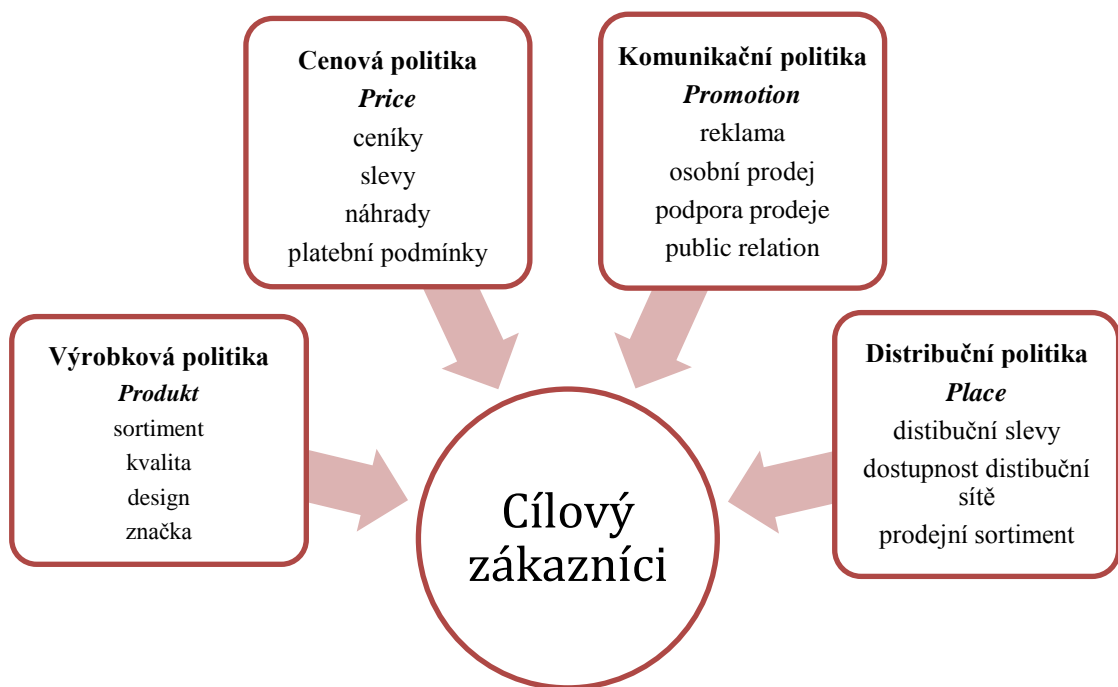 Cenová politika
Price
ceníky
slevy
náhrady
platební podmínky
Komunikační politika
Promotion
reklama
osobní prodej
podpora prodeje
public relation
Výrobková politika
Produkt
sortiment
kvalita
design
značka
Distribuční politika
Place
distibuční slevy
dostupnost distibuční
sítě
prodejní sortiment
Cílový
zákazníci